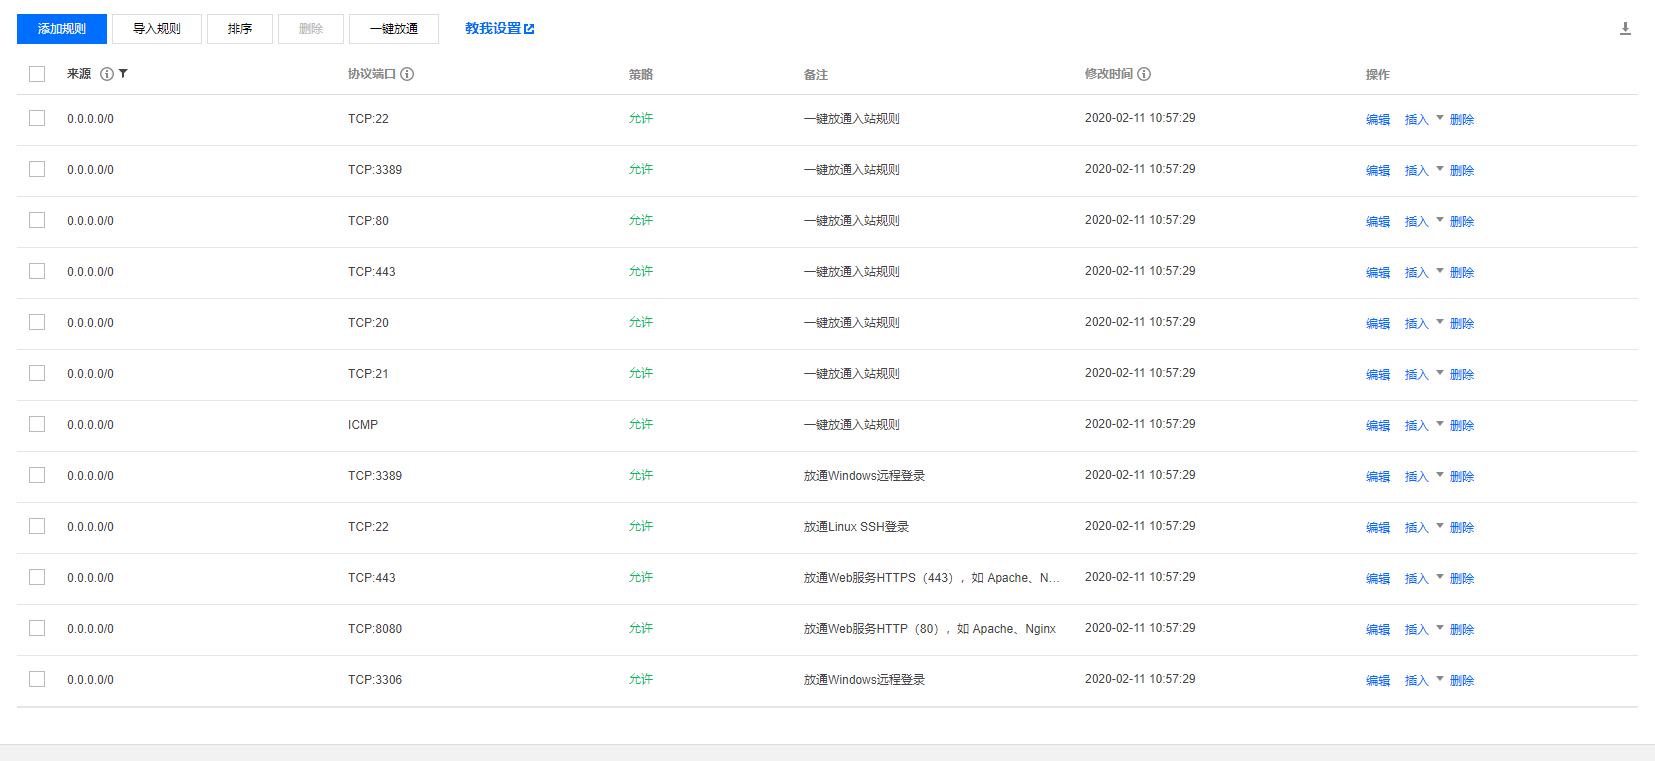 添加规则 导入规则 排序 删除 一键放通 教我设置
来源 协议端口 策略 备注 修改时间 操作
0.0.0.0/0 TCP:22 允许 一键放通入站规则 2020-02-11 10:57:29 编辑 插入 删除
0.0.0.0/0 TCP:3389 允许 一键放通入站规则 2020-02-11 10:57:29 编辑 插入 删除
0.0.0.0/0 TCP:80 允许 一键放通入站规则 2020-02-11 10:57:29 编辑 插入 删除
0.0.0.0/0 TCP:443 允许 一键放通入站规则 2020-02-11 10:57:29 编辑 插入 删除
0.0.0.0/0 TCP:20 允许 一键放通入站规则 2020-02-11 10:57:29 编辑 插入 删除
0.0.0.0/0 TCP:21 允许 一键放通入站规则 2020-02-11 10:57:29 编辑 插入 删除
0.0.0.0/0 ICMP 允许 一键放通入站规则 2020-02-11 10:57:29 编辑 插入 删除
0.0.0.0/0 TCP:3389 允许 放通Windows远程登录 2020-02-11 10:57:29 编辑 插入 删除
0.0.0.0/0 TCP:22 允许 放通Linux SSH登录 2020-02-11 10:57:29 编辑 插入 删除
0.0.0.0/0 TCP:443 允许 放通Web服务HTTPS（443），如 Apache、N... 2020-02-11 10:57:29 编辑 插入 删除
0.0.0.0/0 TCP:8080 允许 放通Web服务HTTP（80），如 Apache、Nginx 2020-02-11 10:57:29 编辑 插入 删除
0.0.0.0/0 TCP:3306 允许 放通Windows远程登录 2020-02-11 10:57:29 编辑 插入 删除